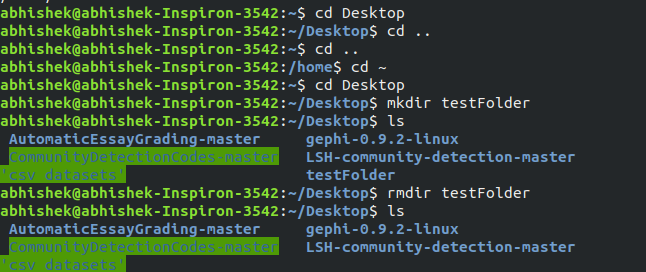 abhishek@abhishek-Inspiron-3542:~$ cd Desktop
abhishek@abhishek-Inspiron-3542:~/Desktop$ cd ..
abhishek@abhishek-Inspiron-3542:~$ cd ..
abhishek@abhishek-Inspiron-3542:/home$ cd ~
abhishek@abhishek-Inspiron-3542:~$ cd Desktop
abhishek@abhishek-Inspiron-3542:~/Desktop$ mkdir testFolder
abhishek@abhishek-Inspiron-3542:~/Desktop$ ls
AutomaticEssayGrading-master gephi-0.9.2-linux
CommunityDetectionCodes-master LSH-community-detection-master
'csv datasets' testFolder
abhishek@abhishek-Inspiron-3542:~/Desktop$ rmdir testFolder
abhishek@abhishek-Inspiron-3542:~/Desktop$ ls
AutomaticEssayGrading-master gephi-0.9.2-linux
CommunityDetectionCodes-master LSH-community-detection-master
'csv datasets'